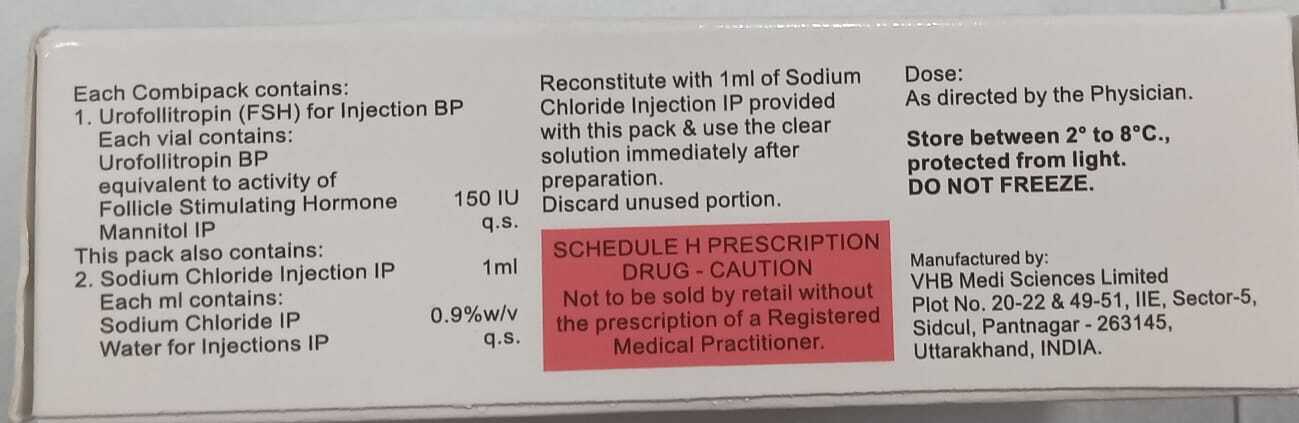 Each Combipack contains:
1. Urofollitropin (FSH) for Injection BP
Each vial contains:
Urofollitropin BP
equivalent to activity of
Follicle Stimulating Hormone 150 IU
Mannitol IP q.s.
This pack also contains:
2. Sodium Chloride Injection IP 1ml
Each ml contains:
Sodium Chloride IP 0.9%w/v
Water for Injections IP q.s.
Reconstitute with 1ml of Sodium
Chloride Injection IP provided
with this pack & use the clear
solution immediately after
preparation.
Discard unused portion.
SCHEDULE H PRESCRIPTION
DRUG - CAUTION
Not to be sold by retail without
the prescription of a Registered
Medical Practitioner.
Dose:
As directed by the Physician.
Store between 2° to 8°C.,
protected from light.
DO NOT FREEZE.
Manufactured by:
VHB Medi Sciences Limited
Plot No. 20-22 & 49-51, IIE, Sector-5,
Sidcul, Pantnagar - 263145,
Uttarakhand, INDIA.